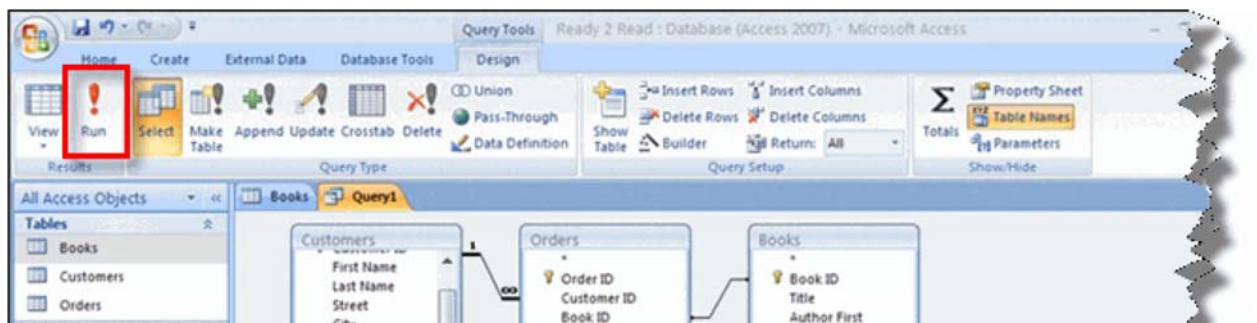 Query Tools Ready 2 Read : Database (Access 2007) - Microsoft Access
Home Create External Data Database Tools Design
View
Run
Select
Make Table
Append
Update
Crosstab
Delete
Union
Pass-Through
Data Definition
Show Table
Insert Rows
Delete Rows
Builder
Insert Columns
Delete Columns
Return: All
Σ
Totals
Property Sheet
XYZ
Table Names
Parameters
Results
Query Type
Query Setup
Show/Hide
All Access Objects
Tables
Books
Customers
Orders
Books Query1
Customers
First Name
Last Name
Street
1
∞
Orders
*
Order ID
Customer ID
Book ID
Books
*
Book ID
Title
Author First